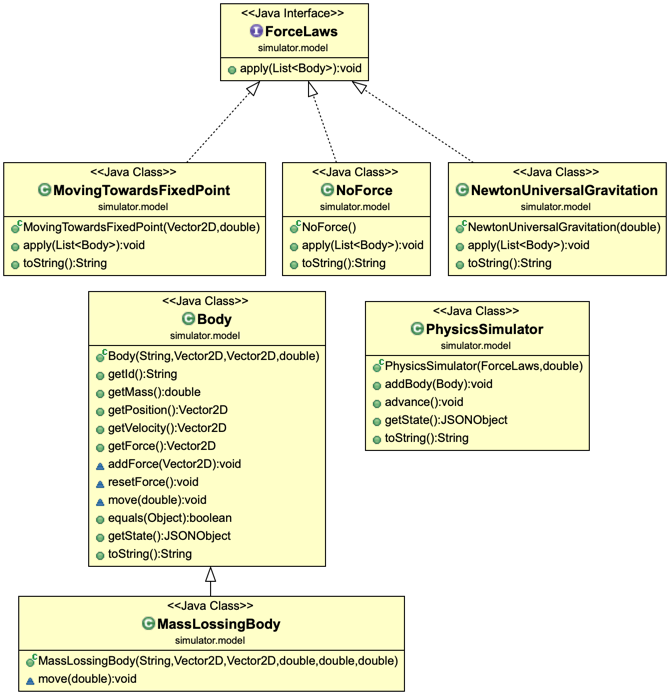 <<Java Interface>>
ForceLaws
simulator.model
apply(List<Body>):void
<<Java Class>>
MovingTowardsFixedPoint
simulator.model
MovingTowardsFixedPoint(Vector2D,double)
apply(List<Body>):void
toString():String
<<Java Class>>
NoForce
simulator.model
NoForce()
apply(List<Body>):void
toString():String
<<Java Class>>
NewtonUniversalGravitation
simulator.model
NewtonUniversalGravitation(double)
apply(List<Body>):void
toString():String
<<Java Class>>
Body
simulator.model
Body(String,Vector2D,Vector2D,double)
getId():String
getMass():double
getPosition():Vector2D
getVelocity():Vector2D
getForce():Vector2D
addForce(Vector2D):void
resetForce():void
move(double):void
equals(Object):boolean
getState():JSONObject
toString():String
<<Java Class>>
PhysicsSimulator
simulator.model
PhysicsSimulator(ForceLaws,double)
addBody(Body):void
advance():void
getState():JSONObject
toString():String
<<Java Class>>
MassLossingBody
simulator.model
MassLossingBody(String,Vector2D,Vector2D,double,double,double)
move(double):void